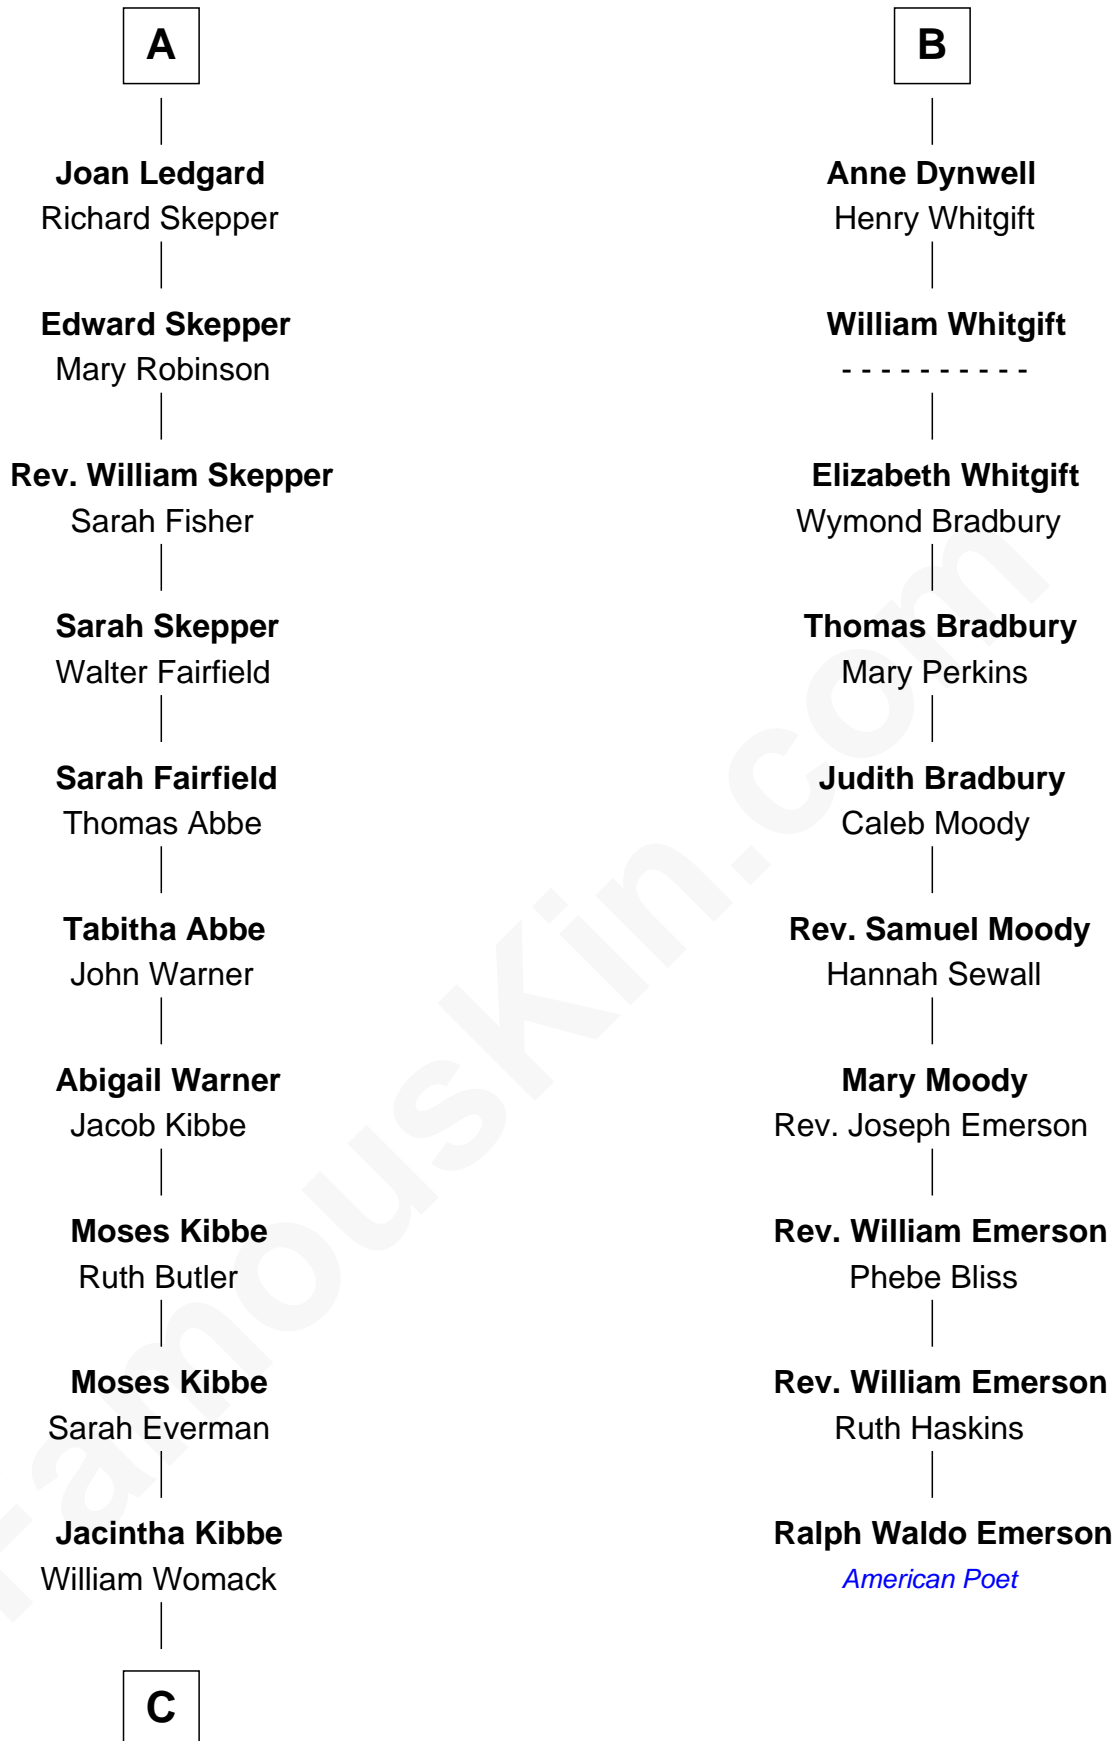 A
Joan Ledgard
Richard Skepper
Edward Skepper
Mary Robinson
Rev. William Skepper
Sarah Fisher
Sarah Skepper
Walter Fairfield
Sarah Fairfield
Thomas Abbe
Tabitha Abbe
John Warner
Abigail Warner
Jacob Kibbe
Moses Kibbe
Ruth Butler
Moses Kibbe
Sarah Everman
Jacintha Kibbe
William Womack
C
B
Anne Dynwell
Henry Whitgift
William Whitgift
- - - - - - - - - -
Elizabeth Whitgift
Wymond Bradbury
Thomas Bradbury
Mary Perkins
Judith Bradbury
Caleb Moody
Rev. Samuel Moody
Hannah Sewall
Mary Moody
Rev. Joseph Emerson
Rev. William Emerson
Phebe Bliss
Rev. William Emerson
Ruth Haskins
Ralph Waldo Emerson
American Poet
FamousKin.com